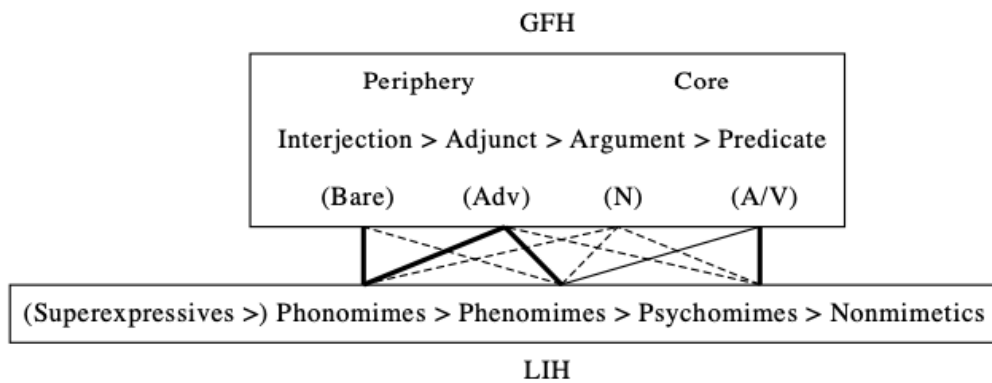 GFH
Periphery Core
Interjection > Adjunct > Argument > Predicate
(Bare) (Adv) (N) (A/V)
(Superexpressives >) Phonomimes > Phenomimes > Psychomimes > Nonmimetics
LIH